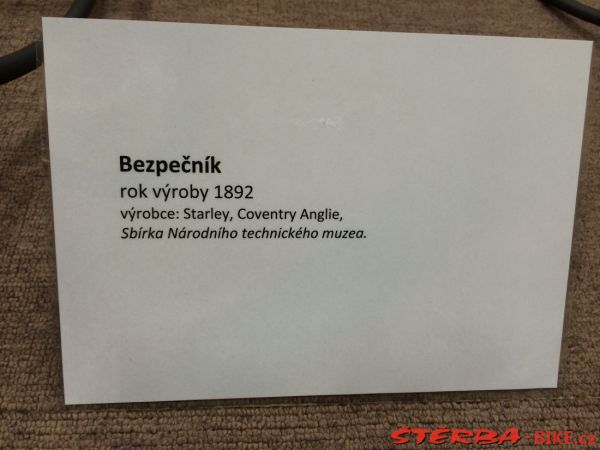 Bezpečník
rok výroby 1892
výrobce: Starley, Coventry Anglie,
Sbírka Národního technického muzea.
STERBA-BIKE.cz